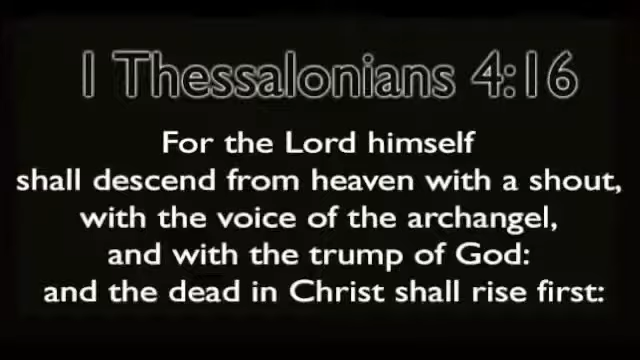 1 Thessalonians 4:16
For the Lord himself
shall descend from heaven with a shout,
with the voice of the archangel,
and with the trump of God:
and the dead in Christ shall rise first: